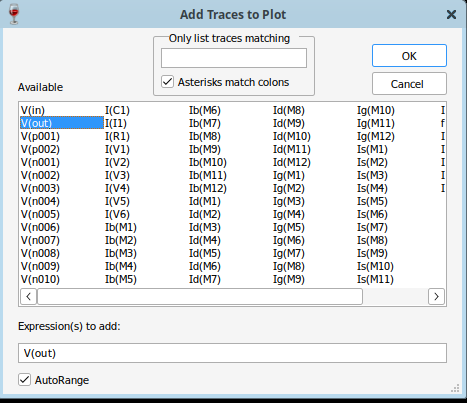 Add Traces to Plot
Only list traces matching
Asterisks match colons
OK
Cancel
Available
V(in) I(C1) Ib(M6) Id(M8) Ig(M10)
V(out) I(I1) Ib(M7) Id(M9) Ig(M11)
V(p001) I(R1) Ib(M8) Id(M10) Ig(M12)
V(p002) I(V1) Ib(M9) Id(M11) Is(M1)
V(n001) I(V2) Ib(M10) Id(M12) Is(M2)
V(n002) I(V3) Ib(M11) Ig(M1) Is(M3)
V(n003) I(V4) Ib(M12) Ig(M2) Is(M4)
V(n004) I(V5) Id(M1) Ig(M3) Is(M5)
V(n005) I(V6) Id(M2) Ig(M4) Is(M6)
V(n006) Ib(M1) Id(M3) Ig(M5) Is(M7)
V(n007) Ib(M2) Id(M4) Ig(M6) Is(M8)
V(n008) Ib(M3) Id(M5) Ig(M7) Is(M9)
V(n009) Ib(M4) Id(M6) Ig(M8) Is(M10)
V(n010) Ib(M5) Id(M7) Ig(M9) Is(M11)
Expression(s) to add:
V(out)
AutoRange